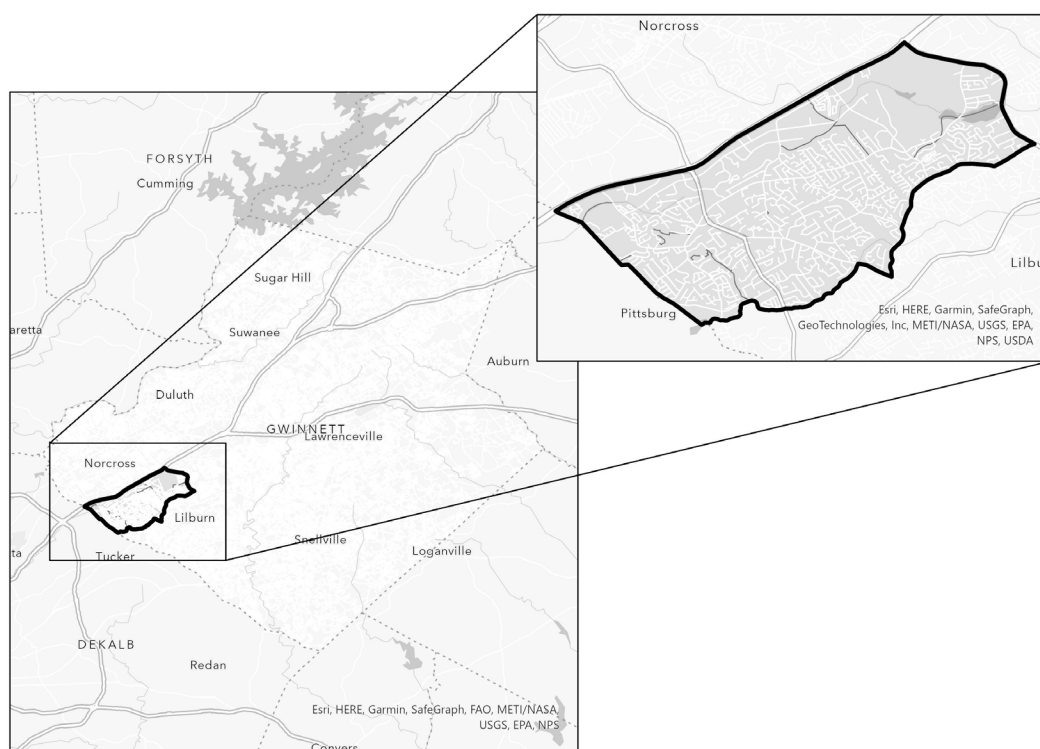 Norcross
Lilbu
Pittsburg
Esri, HERE, Garmin, SafeGraph,
GeoTechnologies, Inc, METI/NASA, USGS, EPA,
NPS, USDA
FORSYTH
Cumming
Sugar Hill
aretta
Suwanee
Auburn
Duluth
GWINNETT
Lawrenceville
Norcross
Lilburn
Snellville
ta
Tucker
Loganville
DEKALB
Redan
Esri, HERE, Garmin, SafeGraph, FAO, METI/NASA,
USGS, EPA, NPS
Conyers